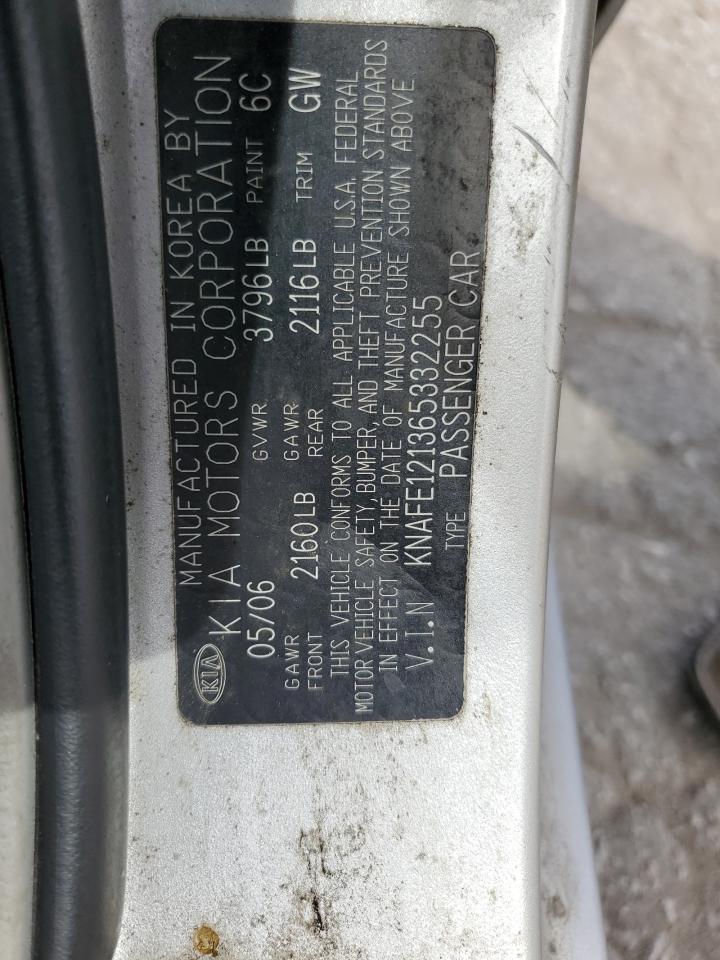 MANUFACTURED IN KOREA BY
KIA KIA MOTORS CORPORATION
05/06 GVWR 3796LB PAINT 6C
GAWR FRONT 2160LB GAWR REAR 2116LB TRIM GW
THIS VEHICLE CONFORMS TO ALL APPLICABLE U.S.A. FEDERAL
MOTOR VEHICLE SAFETY, BUMPER, AND THEFT PREVENTION STANDARDS
IN EFFECT ON THE DATE OF MANUFACTURE SHOWN ABOVE
V.I.N KNAFE121365332255
TYPE PASSENGER CAR